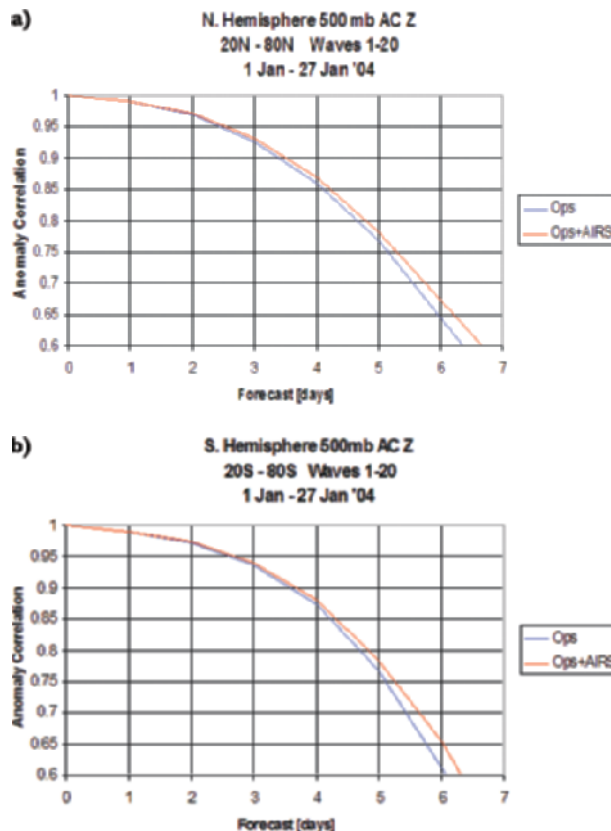 a)
N. Hemisphere 500 mb AC Z
20N - 80N Waves 1-20
1 Jan - 27 Jan '04
1
0.95
0.9
0.85
0.8
0.75
0.7
0.65
0.6
Anomaly Correlation
0 1 2 3 4 5 6 7
Forecast [days]
Ops
Ops+AIRS
b)
S. Hemisphere 500mb AC Z
20S - 80S Waves 1-20
1 Jan - 27 Jan '04
1
0.95
0.9
0.85
0.8
0.75
0.7
0.65
0.6
Anomaly Correlation
0 1 2 3 4 5 6 7
Forecast [days]
Ops
Ops+AIRS